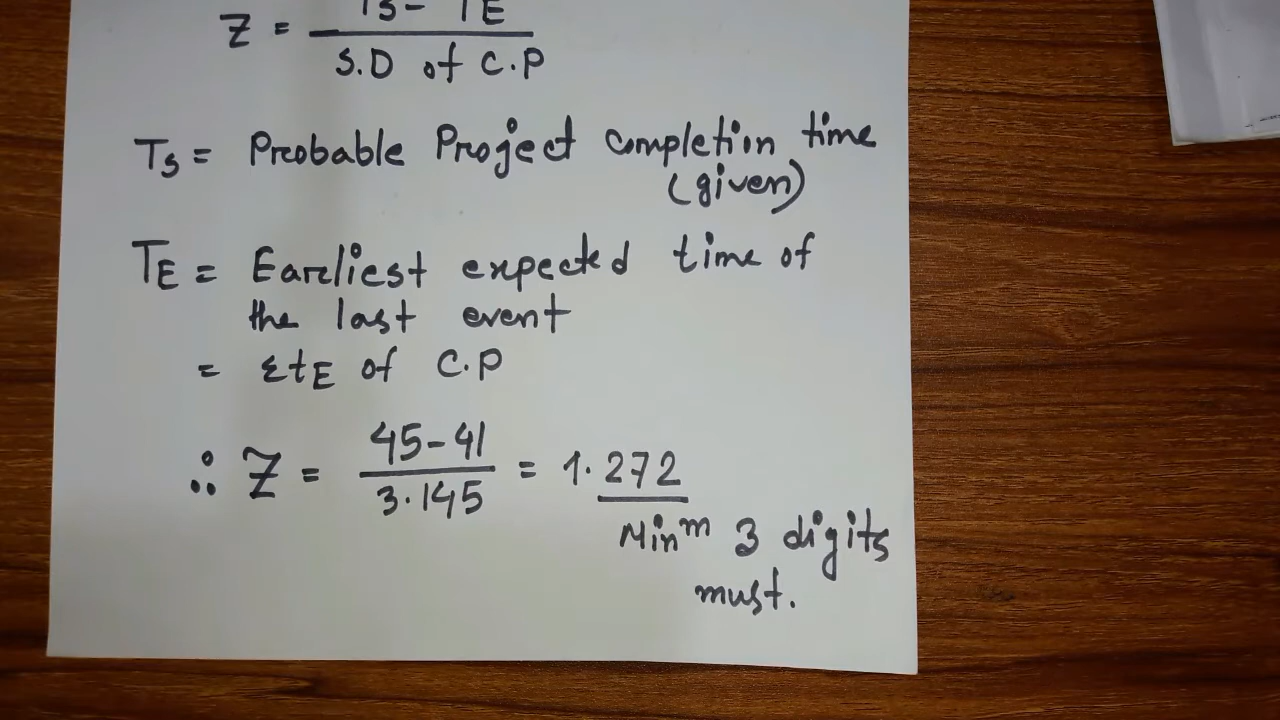 Z = TS - TE / S.D of C.P
TS = Probable Project completion time
(given)
TE = Earliest expected time of
the last event
= ΣtE of C.P
∴ Z = 45-41 / 3.145 = 1.272
Minm 3 digits
must.